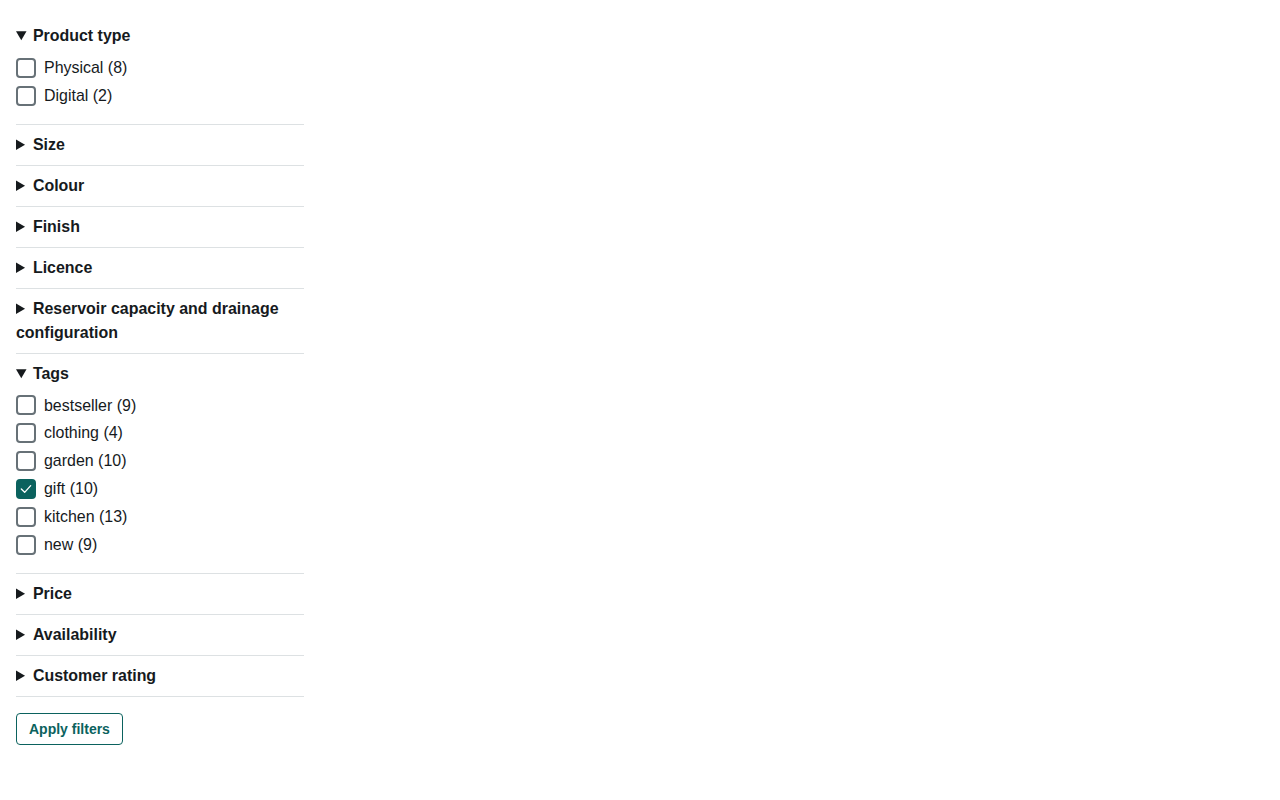 Product type
Physical (8)
Digital (2)
Size
Colour
Finish
Licence
Reservoir capacity and drainage
configuration
Tags
bestseller (9)
clothing (4)
garden (10)
gift (10)
kitchen (13)
new (9)
Price
Availability
Customer rating
Apply filters